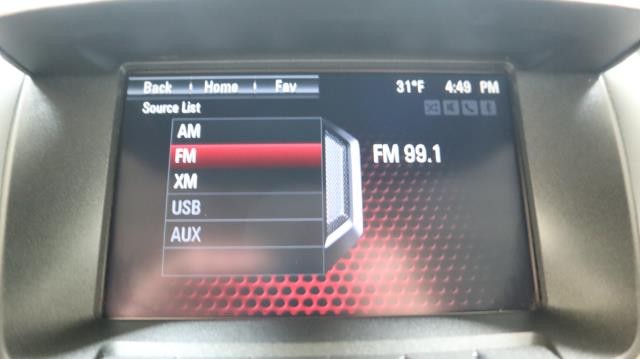 Back Home Fav 31°F 4:49 PM
Source List
AM
FM
FM 99.1
XM
USB
AUX